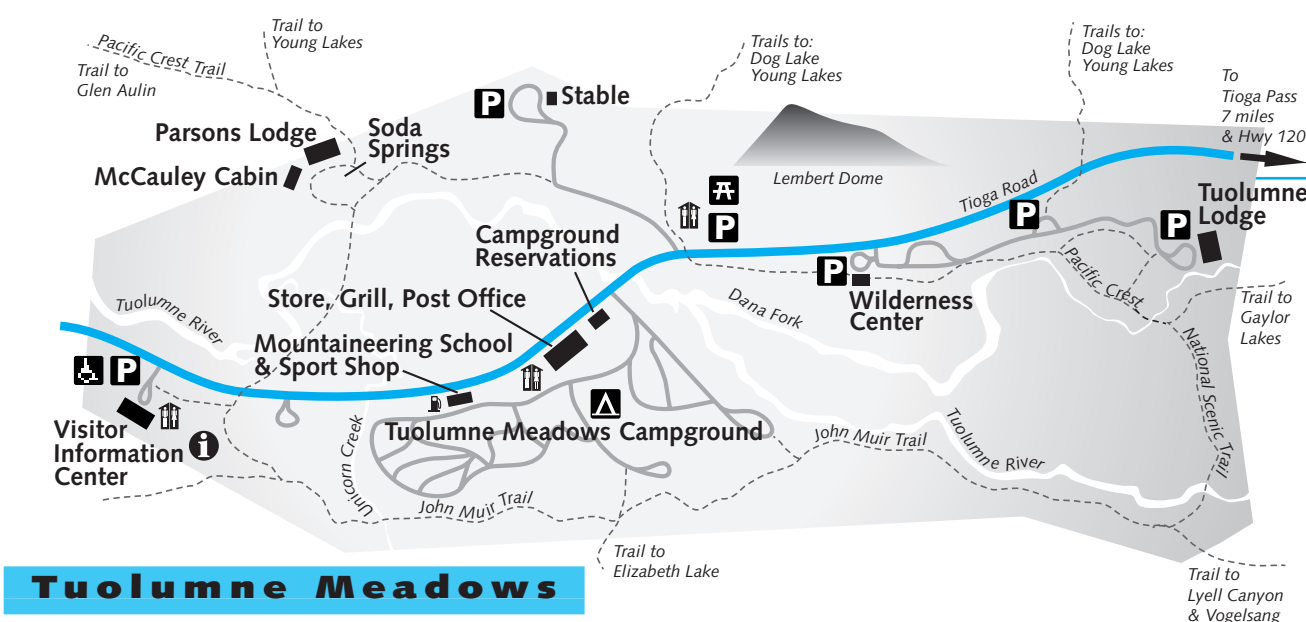 Trail to
Young Lakes
Pacific Crest Trail
Trail to
Glen Aulin
Trails to:
Dog Lake
Young Lakes
Trails to:
Dog Lake
Young Lakes
To
Tioga Pass
7 miles
& Hwy 120
P
Stable
Parsons Lodge
Soda
Springs
McCauley Cabin
Lembert Dome
Tioga Road
P
P
P
Tuolumne
Lodge
Campground
Reservations
P
Wilderness
Center
Pacific Crest
National Scenic Trail
Trail to
Gaylor
Lakes
Dana Fork
Store, Grill, Post Office
Tuolumne River
Mountaineering School
& Sport Shop
P
Visitor
Information
Center
i
Tuolumne Meadows Campground
Unicorn Creek
John Muir Trail
John Muir Trail
Tuolumne River
Trail to
Elizabeth Lake
Trail to
Lyell Canyon
& Vogelsang
Tuolumne Meadows